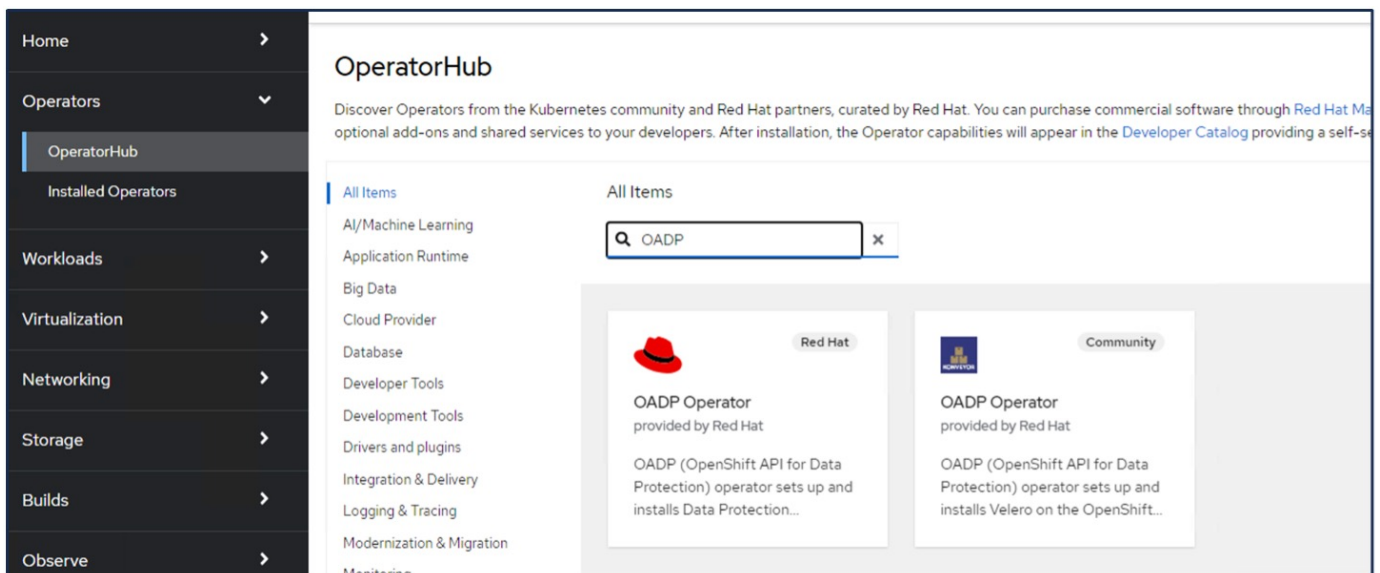 Home
Operators
OperatorHub
Installed Operators
Workloads
Virtualization
Networking
Storage
Builds
Observe
OperatorHub
Discover Operators from the Kubernetes community and Red Hat partners, curated by Red Hat. You can purchase commercial software through Red Hat Ma
optional add-ons and shared services to your developers. After installation, the Operator capabilities will appear in the Developer Catalog providing a self-se
All Items
AI/Machine Learning
Application Runtime
Big Data
Cloud Provider
Database
Developer Tools
Development Tools
Drivers and plugins
Integration & Delivery
Logging & Tracing
Modernization & Migration
Monitoring
All Items
OADP
Red Hat
OADP Operator
provided by Red Hat
OADP (OpenShift API for Data
Protection) operator sets up and
installs Data Protection...
KONVEYOR
Community
OADP Operator
provided by Red Hat
OADP (OpenShift API for Data
Protection) operator sets up and
installs Velero on the OpenShift...